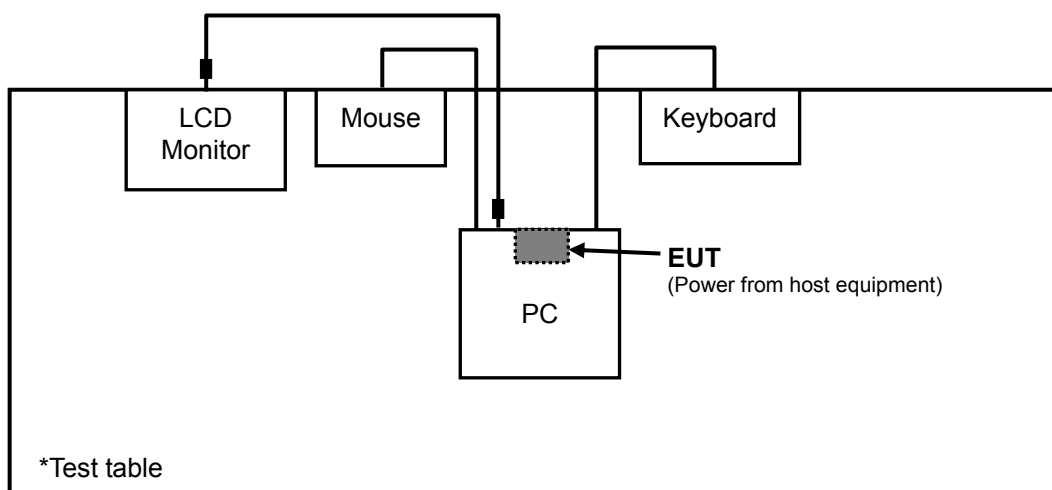 LCD
Monitor
Mouse
Keyboard
EUT
(Power from host equipment)
PC
*Test table